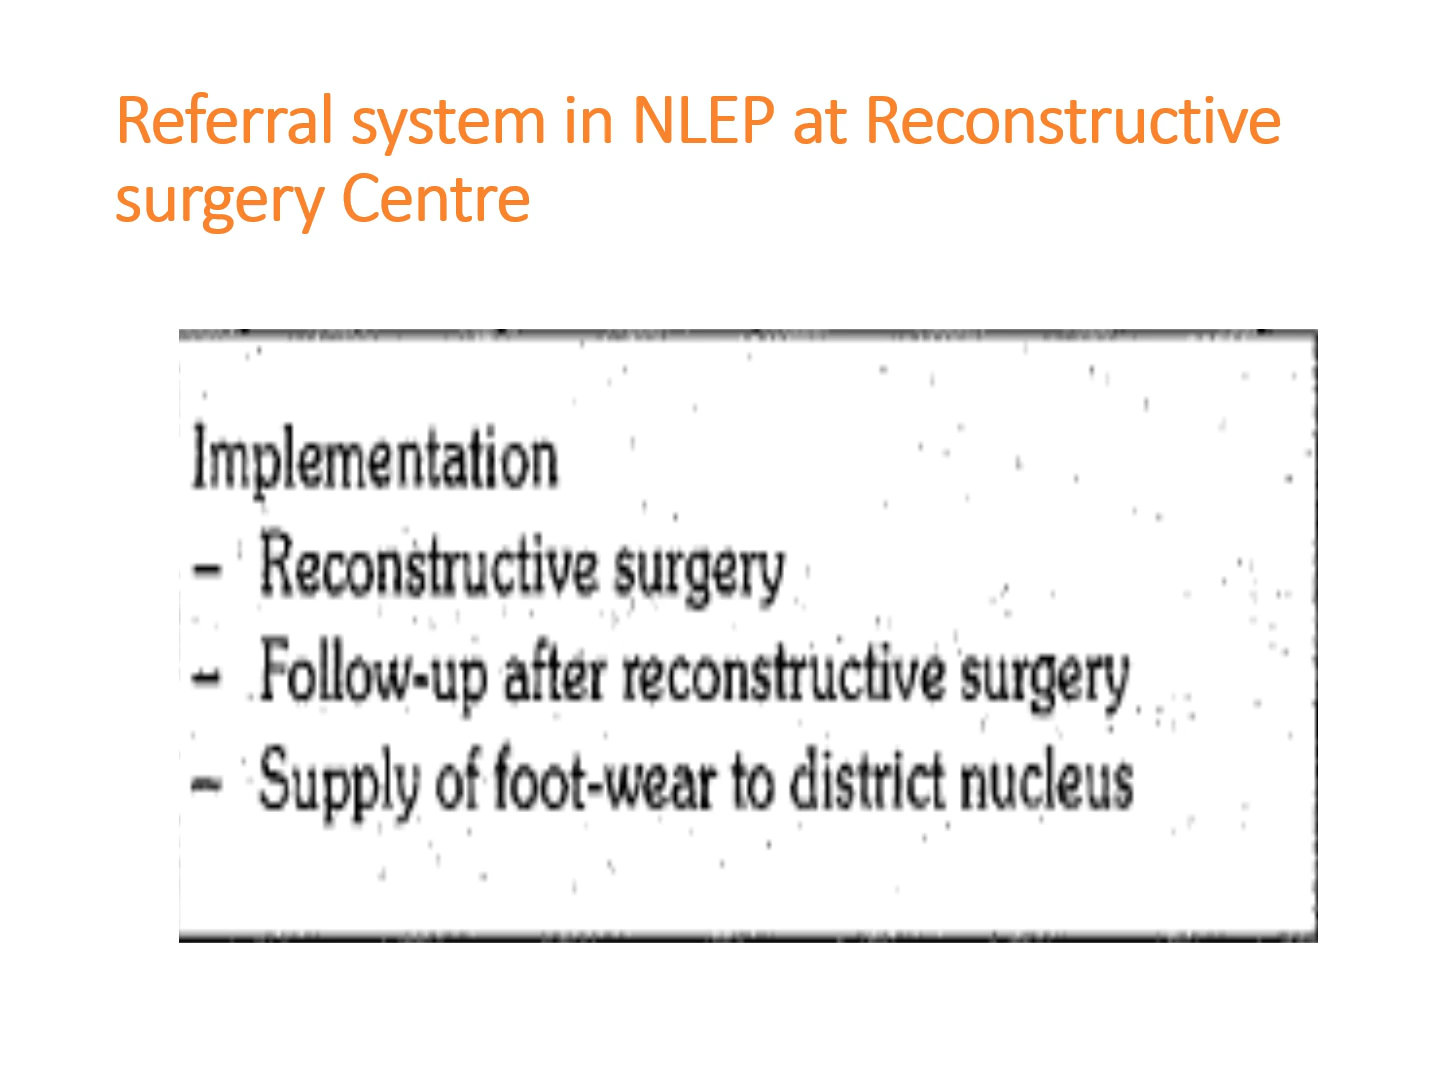 Referral system in NLEP at Reconstructive
surgery Centre
Implementation
– Reconstructive surgery
– Follow-up after reconstructive surgery
– Supply of foot-wear to district nucleus